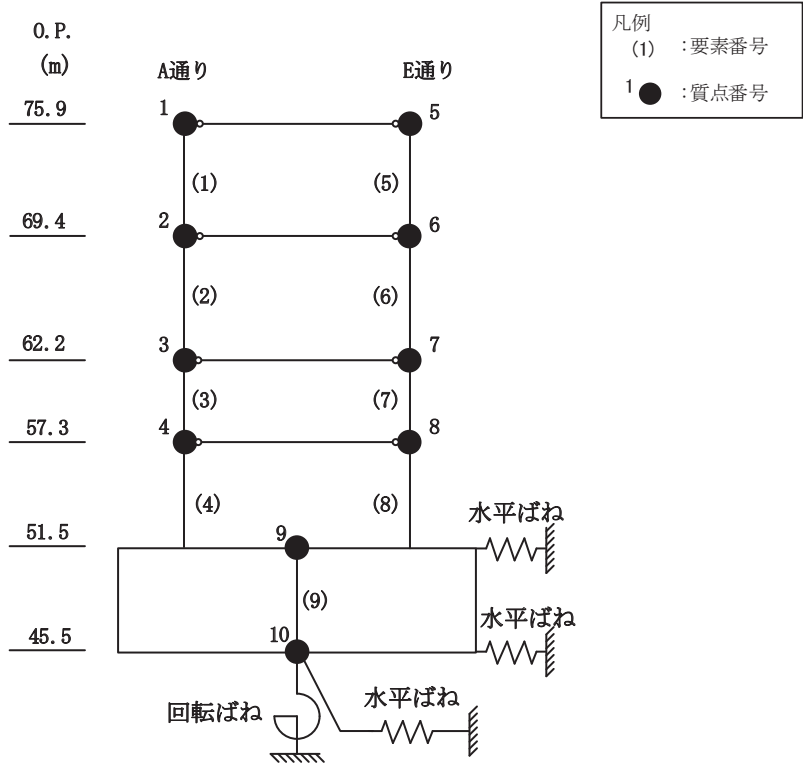 凡例
(1) :要素番号
1 :質点番号
O.P.
(m)
A通り
E通り
75.9
1
5
(1)
(5)
69.4
2
6
(2)
(6)
62.2
3
7
(3)
(7)
57.3
4
8
(4)
(8)
水平ばね
51.5
9
(9)
水平ばね
45.5
10
回転ばね
水平ばね